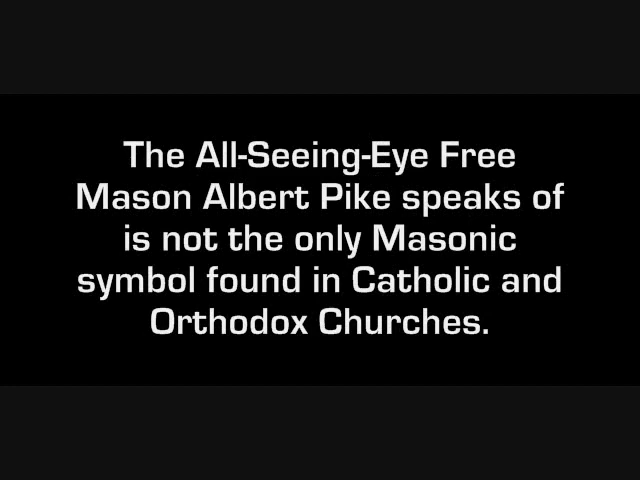 The All-Seeing-Eye Free
Mason Albert Pike speaks of
is not the only Masonic
symbol found in Catholic and
Orthodox Churches.